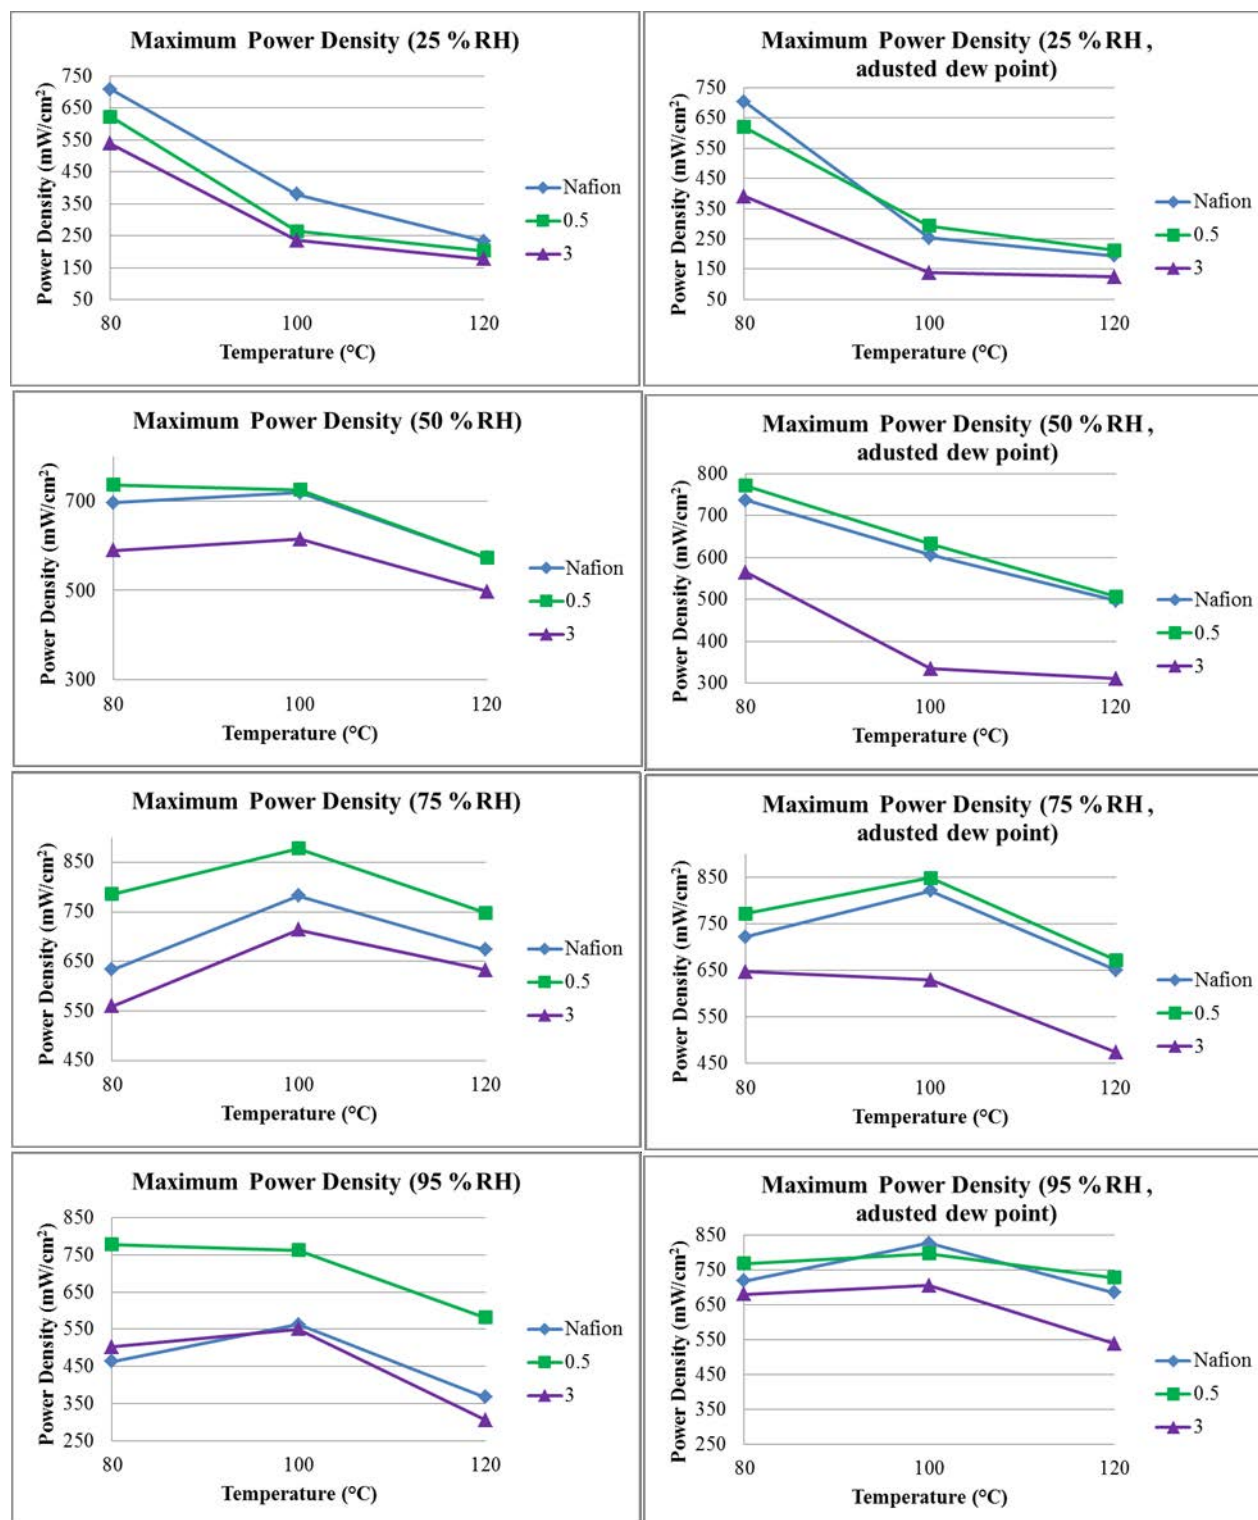 Maximum Power Density (25 % RH)
Power Density (mW/cm²)
750
650
550
450
350
250
150
50
80
100
120
Temperature (°C)
Nafion
0.5
3
Maximum Power Density (25 % RH ,
adusted dew point)
Power Density (mW/cm²)
750
650
550
450
350
250
150
50
80
100
120
Temperature (°C)
Nafion
0.5
3
Maximum Power Density (50 % RH)
Power Density (mW/cm²)
700
500
300
80
100
120
Temperature (°C)
Nafion
0.5
3
Maximum Power Density (50 % RH ,
adusted dew point)
Power Density (mW/cm²)
800
700
600
500
400
300
80
100
120
Temperature (°C)
Nafion
0.5
3
Maximum Power Density (75 % RH)
Power Density (mW/cm²)
850
750
650
550
450
80
100
120
Temperature (°C)
Nafion
0.5
3
Maximum Power Density (75 % RH ,
adusted dew point)
Power Density (mW/cm²)
850
750
650
550
450
80
100
120
Temperature (°C)
Nafion
0.5
3
Maximum Power Density (95 % RH)
Power Density (mW/cm²)
850
750
650
550
450
350
250
80
100
120
Temperature (°C)
Nafion
0.5
3
Maximum Power Density (95 % RH ,
adusted dew point)
Power Density (mW/cm²)
850
750
650
550
450
350
250
80
100
120
Temperature (°C)
Nafion
0.5
3